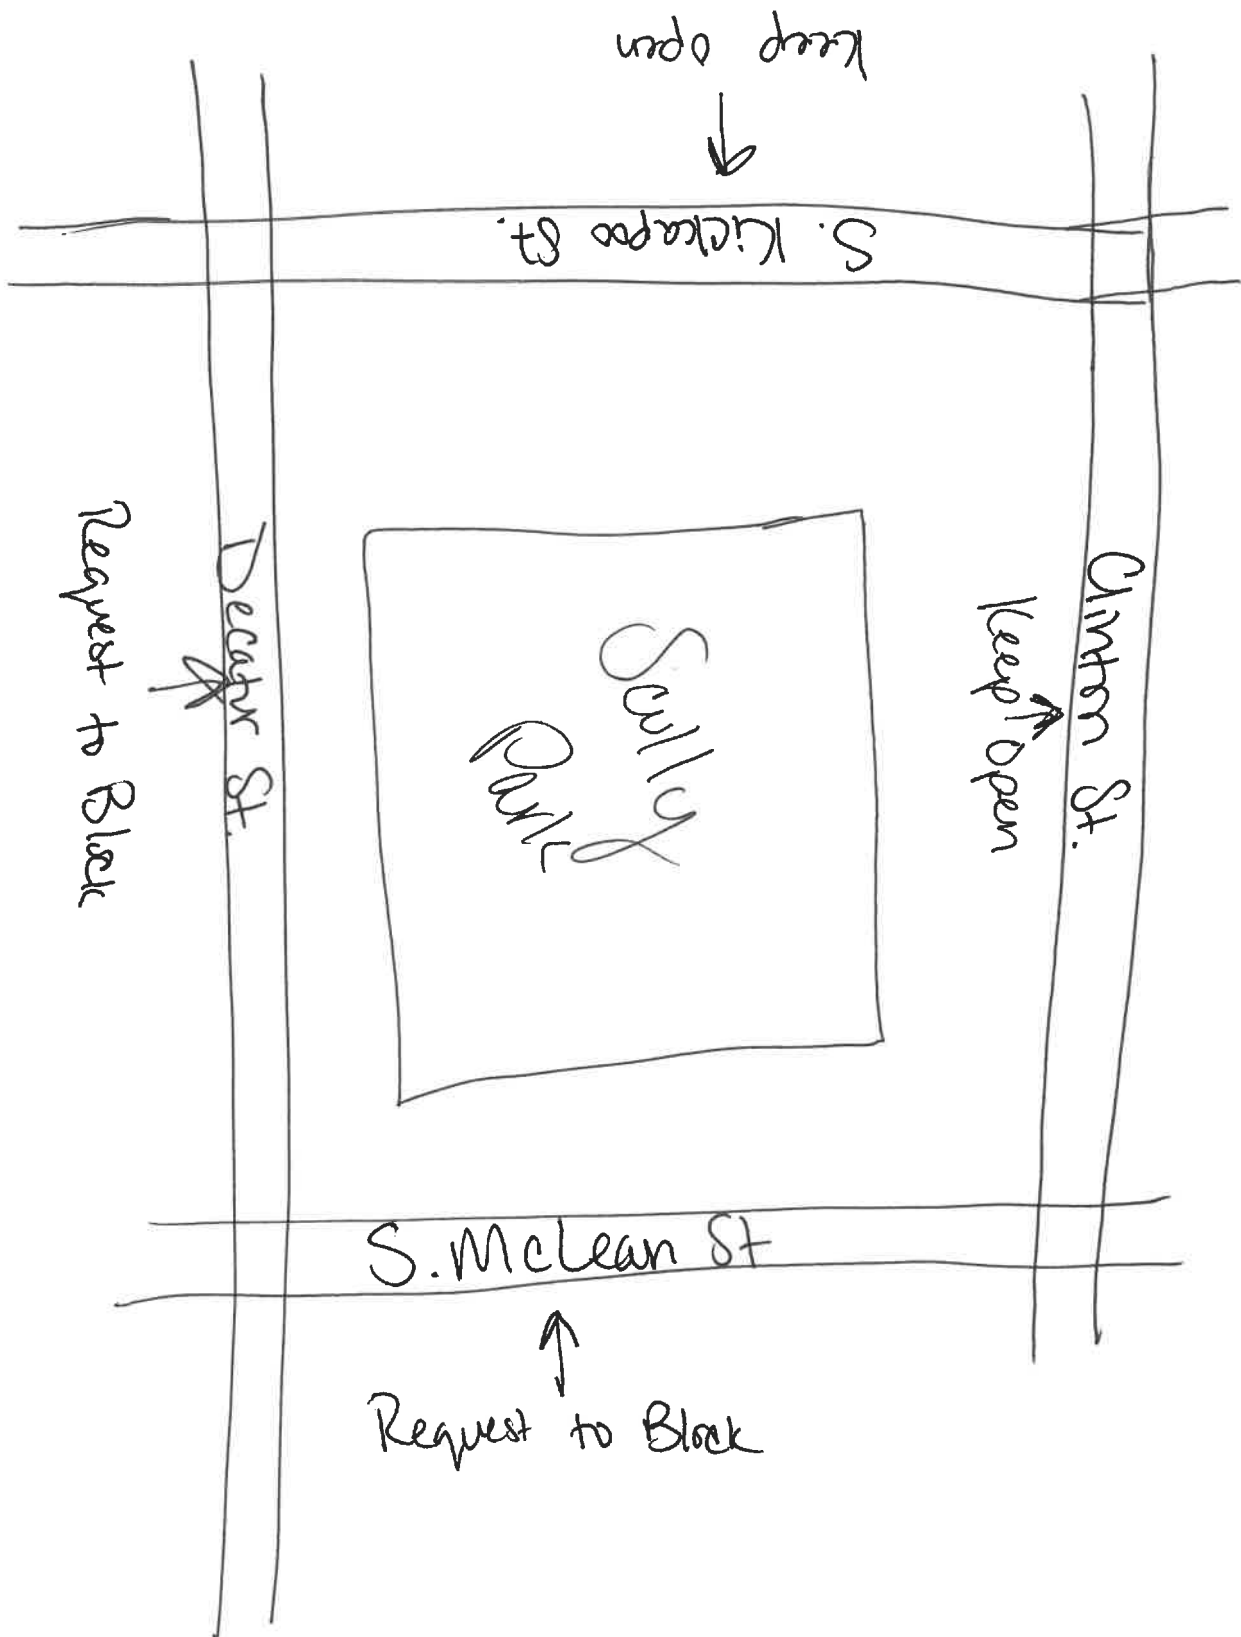 Keep open
S. Kickapoo St.
Request to Block
Decatur St.
Scully
Park
Keep open
Clinton St.
S. McLean St
Request to Block